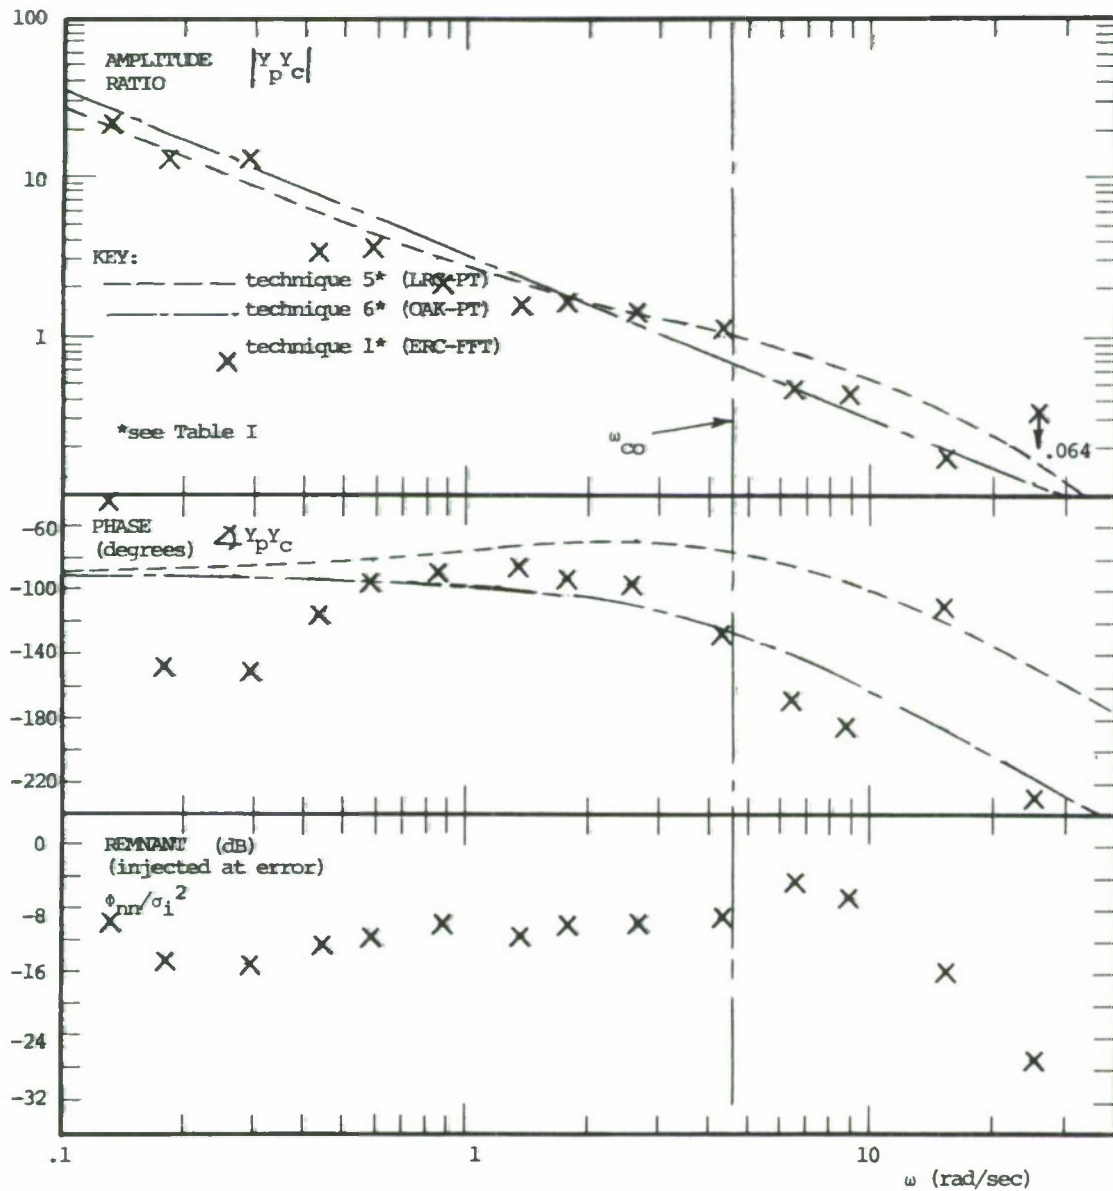 100
AMPLITUDE |YpYc|
RATIO
10
KEY:
technique 5* (LRC-PT)
technique 6* (OAK-PT)
1
technique 1* (ERC-FFT)
*see Table I
ωco
.064
PHASE ∠ YpYc
(degrees)
-60
-100
-140
-180
-220
REMNANT (dB)
(injected at error)
Φnn/σi²
0
-8
-16
-24
-32
.1 1 10
ω (rad/sec)